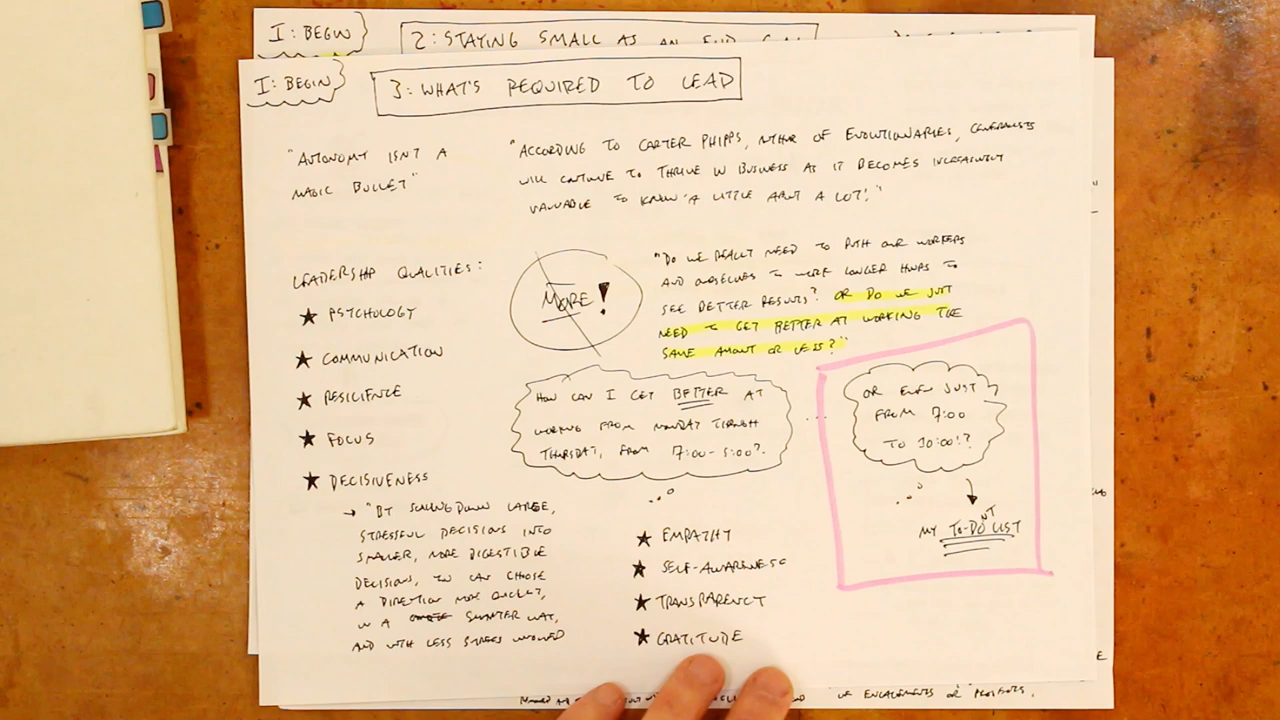 I: BEGIN
2: STAYING SMALL AS AN END
I: BEGIN
3: WHAT'S REQUIRED TO LEAD
"AUTONOMY ISN'T A
MAGIC BULLET"
"ACCORDING TO CARTER PHIPPS, AUTHOR OF EVOLUTIONARIES, GENERALISTS
WILL CONTINUE TO THRIVE IN BUSINESS AS IT BECOMES INCREASINGLY
VALUABLE TO KNOW 'A LITTLE ABOUT A LOT.'"
LEADERSHIP QUALITIES:
★ PSYCHOLOGY
★ COMMUNICATION
★ RESILIENCE
★ FOCUS
★ DECISIVENESS
→ "BY SCALING DOWN LARGE,
STRESSFUL DECISIONS INTO
SMALLER, MORE DIGESTIBLE
DECISIONS, YOU CAN CHOOSE
A DIRECTION MORE QUICKLY,
IN A SMARTER WAY,
AND WITH LESS STRESS INVOLVED
MORE!
"DO WE REALLY NEED TO PUSH OUR WORKERS
AND OURSELVES TO WORK LONGER HOURS TO
SEE BETTER RESULTS? OR DO WE JUST
NEED TO GET BETTER AT WORKING THE
SAME AMOUNT OR LESS?"
HOW CAN I GET BETTER AT
WORKING FROM MONDAY THROUGH
THURSDAY, FROM 7:00-5:00?
OR EVEN JUST
FROM 7:00
TO 10:00!?
MY TO-DON'T LIST
★ EMPATHY
★ SELF-AWARENESS
★ TRANSPARENCY
★ GRATITUDE
OF ENGAGEMENTS OR "PROJECTS,